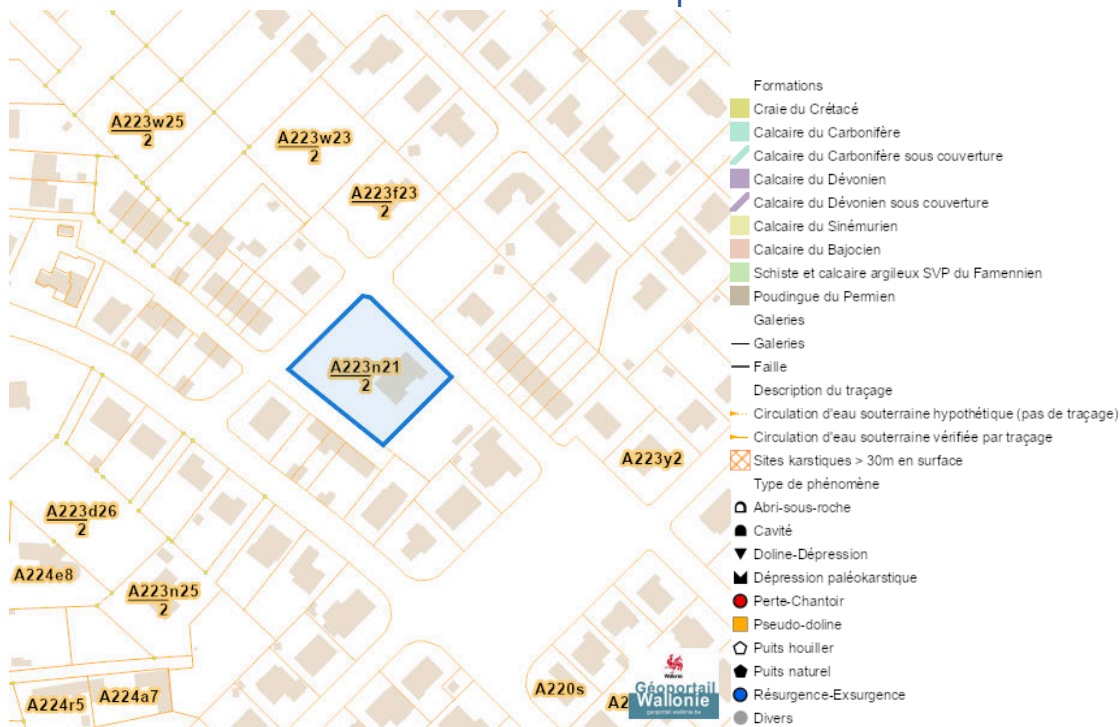 A223w25
2
A223w23
2
A223f23
2
A223n21
2
A223y2
A223d26
2
A224e8
A223n25
2
A224r5
A224a7
A220s
Wallonie
Géoportail
Wallonie
geoportail.wallonie.be
Formations
Craie du Crétacé
Calcaire du Carbonifère
Calcaire du Carbonifère sous couverture
Calcaire du Dévonien
Calcaire du Dévonien sous couverture
Calcaire du Sinémurien
Calcaire du Bajocien
Schiste et calcaire argileux SVP du Famennien
Poudingue du Permien
Galeries
Galeries
Faille
Description du traçage
Circulation d'eau souterraine hypothétique (pas de traçage)
Circulation d'eau souterraine vérifiée par traçage
Sites karstiques > 30m en surface
Type de phénomène
Abri-sous-roche
Cavité
Doline-Dépression
Dépression paléokarstique
Perte-Chantoir
Pseudo-doline
Puits houiller
Puits naturel
Résurgence-Exsurgence
Divers